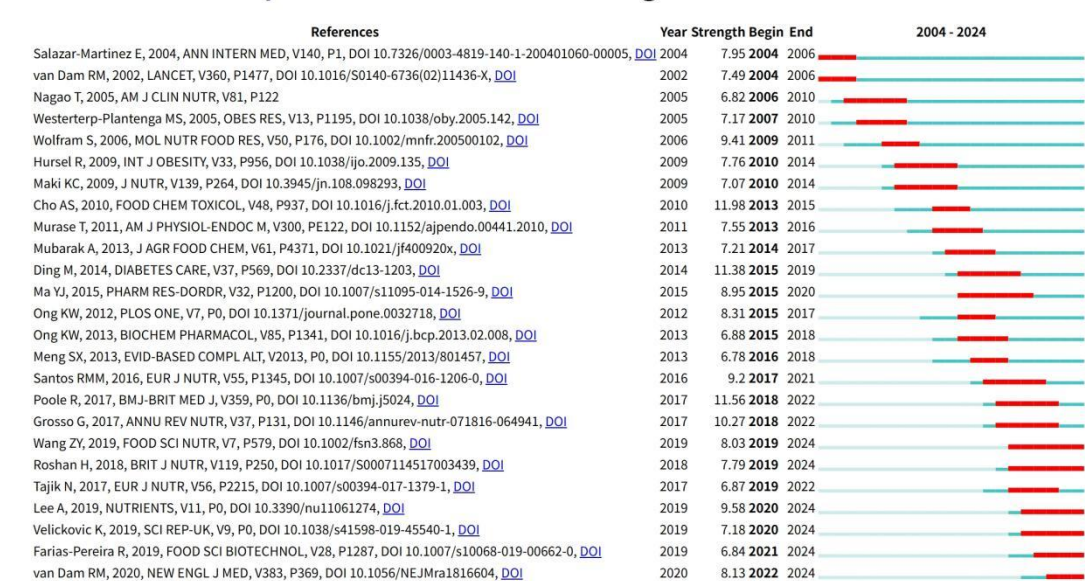 References Year Strength Begin End 2004 - 2024
Salazar-Martinez E, 2004, ANN INTERN MED, V140, P1, DOI 10.7326/0003-4819-140-1-200401060-00005, DOI 2004 7.95 2004 2006
van Dam RM, 2002, LANCET, V360, P1477, DOI 10.1016/S0140-6736(02)11436-X, DOI 2002 7.49 2004 2006
Nagao T, 2005, AM J CLIN NUTR, V81, P122 2005 6.82 2006 2010
Westerterp-Plantenga MS, 2005, OBES RES, V13, P1195, DOI 10.1038/oby.2005.142, DOI 2005 7.17 2007 2010
Wolfram S, 2006, MOL NUTR FOOD RES, V50, P176, DOI 10.1002/mnfr.200500102, DOI 2006 9.41 2009 2011
Hursel R, 2009, INT J OBESITY, V33, P956, DOI 10.1038/ijo.2009.135, DOI 2009 7.76 2010 2014
Maki KC, 2009, J NUTR, V139, P264, DOI 10.3945/jn.108.098293, DOI 2009 7.07 2010 2014
Cho AS, 2010, FOOD CHEM TOXICOL, V48, P937, DOI 10.1016/j.fct.2010.01.003, DOI 2010 11.98 2013 2015
Murase T, 2011, AM J PHYSIOL-ENDOC M, V300, PE122, DOI 10.1152/ajpendo.00441.2010, DOI 2011 7.55 2013 2016
Mubarak A, 2013, J AGR FOOD CHEM, V61, P4371, DOI 10.1021/jf400920x, DOI 2013 7.21 2014 2017
Ding M, 2014, DIABETES CARE, V37, P569, DOI 10.2337/dc13-1203, DOI 2014 11.38 2015 2019
Ma YJ, 2015, PHARM RES-DORDR, V32, P1200, DOI 10.1007/s11095-014-1526-9, DOI 2015 8.95 2015 2020
Ong KW, 2012, PLOS ONE, V7, P0, DOI 10.1371/journal.pone.0032718, DOI 2012 8.31 2015 2017
Ong KW, 2013, BIOCHEM PHARMACOL, V85, P1341, DOI 10.1016/j.bcp.2013.02.008, DOI 2013 6.88 2015 2018
Meng SX, 2013, EVID-BASED COMPL ALT, V2013, P0, DOI 10.1155/2013/801457, DOI 2013 6.78 2016 2018
Santos RMM, 2016, EUR J NUTR, V55, P1345, DOI 10.1007/s00394-016-1206-0, DOI 2016 9.2 2017 2021
Poole R, 2017, BMJ-BRIT MED J, V359, P0, DOI 10.1136/bmj.j5024, DOI 2017 11.56 2018 2022
Grosso G, 2017, ANNU REV NUTR, V37, P131, DOI 10.1146/annurev-nutr-071816-064941, DOI 2017 10.27 2018 2022
Wang ZY, 2019, FOOD SCI NUTR, V7, P579, DOI 10.1002/fsn3.868, DOI 2019 8.03 2019 2024
Roshan H, 2018, BRIT J NUTR, V119, P250, DOI 10.1017/S0007114517003439, DOI 2018 7.79 2019 2024
Tajik N, 2017, EUR J NUTR, V56, P2215, DOI 10.1007/s00394-017-1379-1, DOI 2017 6.87 2019 2022
Lee A, 2019, NUTRIENTS, V11, P0, DOI 10.3390/nu11061274, DOI 2019 9.58 2020 2024
Velickovic K, 2019, SCI REP-UK, V9, P0, DOI 10.1038/s41598-019-45540-1, DOI 2019 7.18 2020 2024
Farias-Pereira R, 2019, FOOD SCI BIOTECHNOL, V28, P1287, DOI 10.1007/s10068-019-00662-0, DOI 2019 6.84 2021 2024
van Dam RM, 2020, NEW ENGL J MED, V383, P369, DOI 10.1056/NEJMra1816604, DOI 2020 8.13 2022 2024